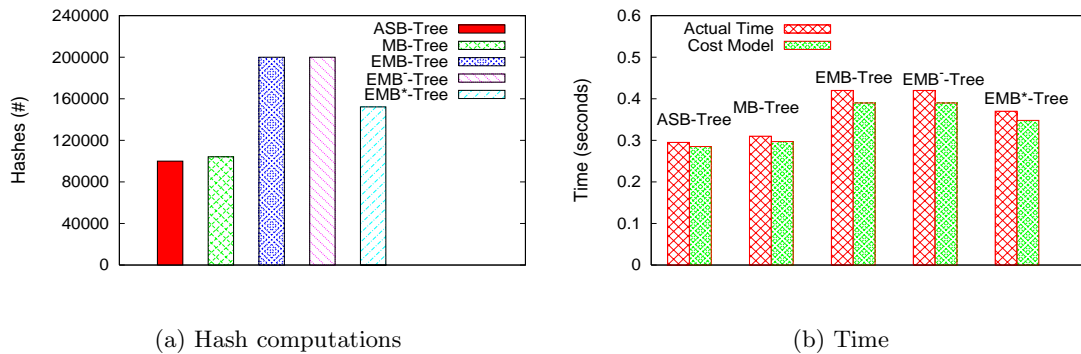 240000
200000
160000
120000
80000
40000
0
Hashes (#)
ASB-Tree
MB-Tree
EMB-Tree
EMB⁻-Tree
EMB*-Tree
(a) Hash computations
0.6
0.5
0.4
0.3
0.2
0.1
0
Time (seconds)
Actual Time
Cost Model
ASB-Tree
MB-Tree
EMB-Tree
EMB⁻-Tree
EMB*-Tree
(b) Time